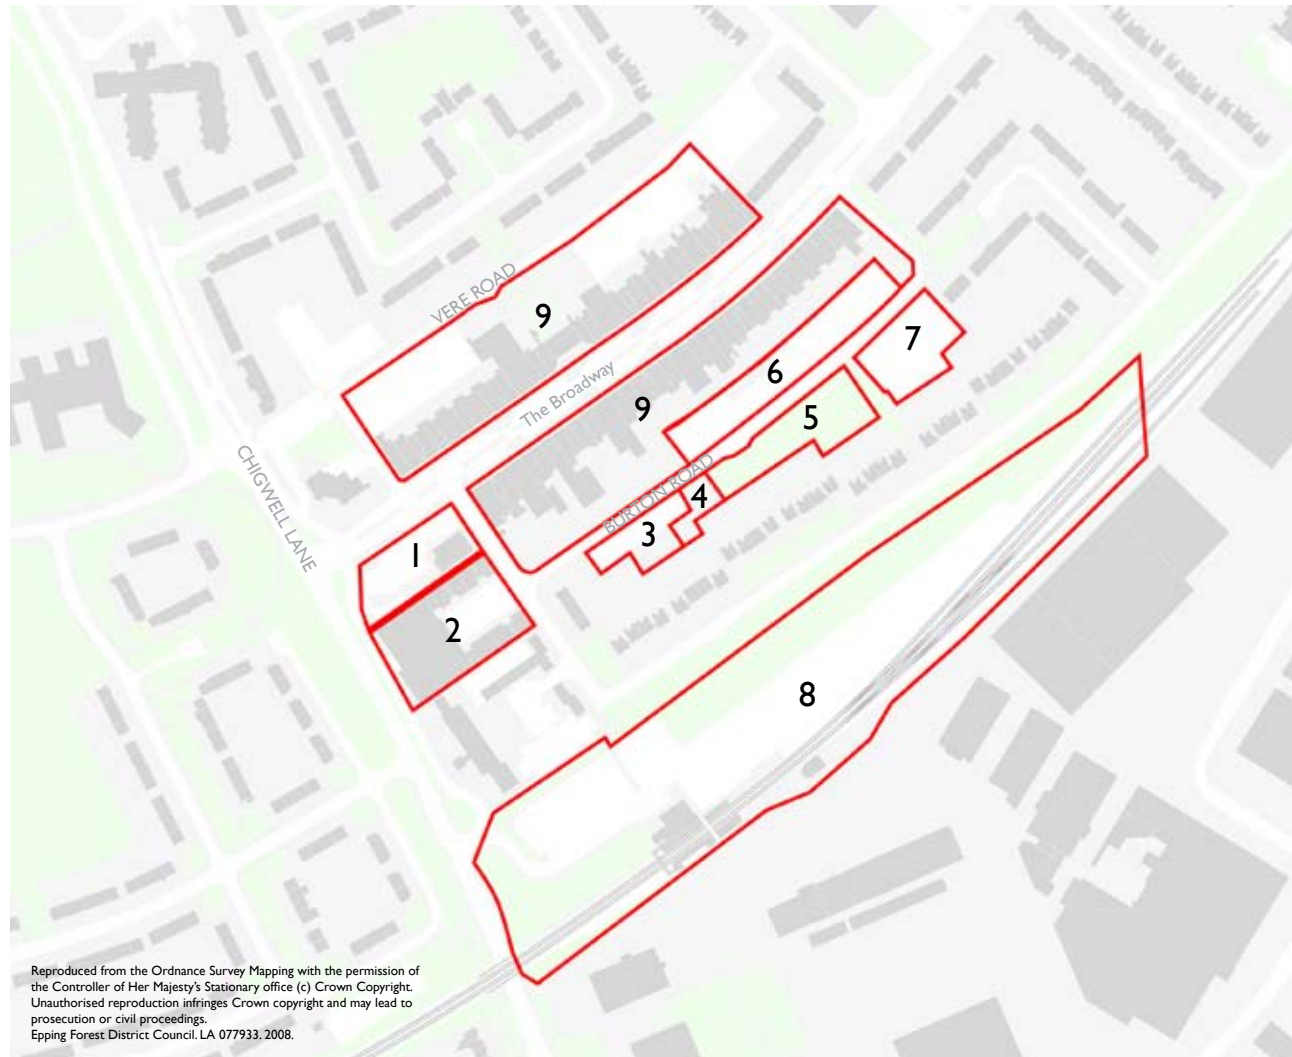 VERE ROAD
9
The Broadway
7
6
9
5
CHIGWELL LANE
BURTON ROAD
4
3
1
2
8
Reproduced from the Ordnance Survey Mapping with the permission of
the Controller of Her Majesty's Stationary office (c) Crown Copyright.
Unauthorised reproduction infringes Crown copyright and may lead to
prosecution or civil proceedings.
Epping Forest District Council. LA 077933. 2008.